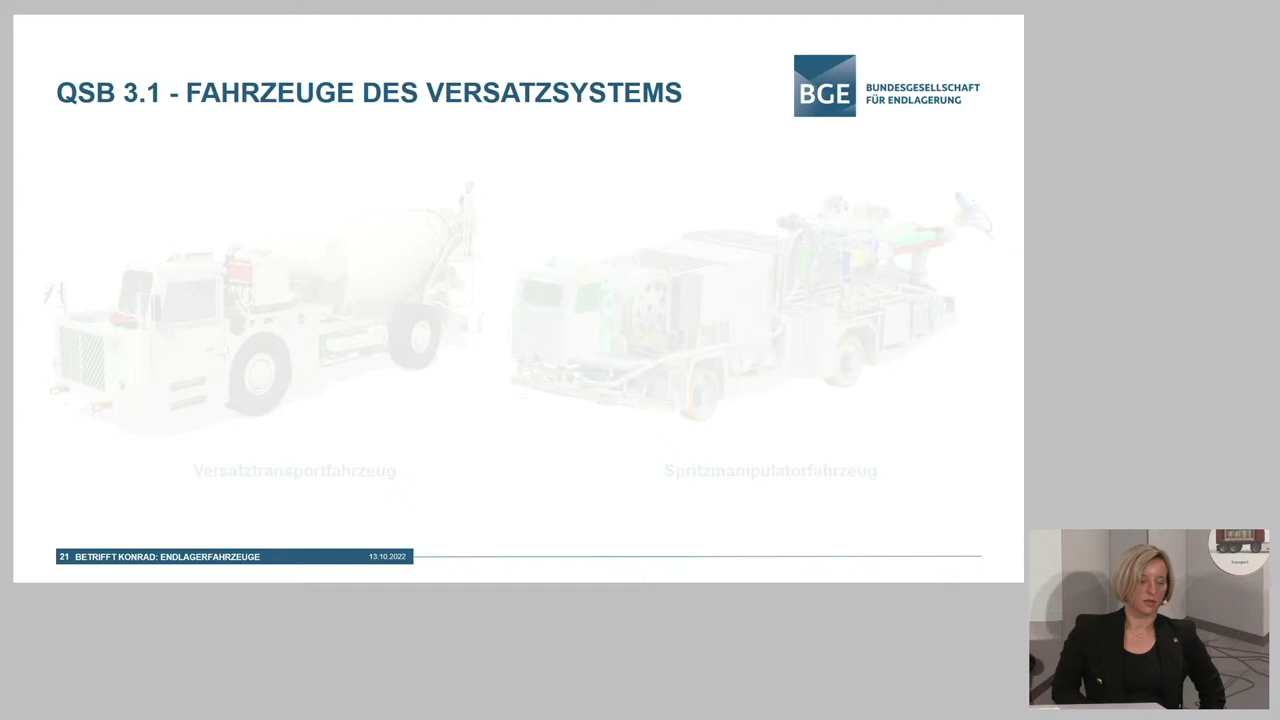 QSB 3.1 - FAHRZEUGE DES VERSATZSYSTEMS
BGE
BUNDESGESELLSCHAFT
FÜR ENDLAGERUNG
Versatztransportfahrzeug
Spritzmanipulatorfahrzeug
21 BETRIFFT KONRAD: ENDLAGERFAHRZEUGE 13.10.2022
Transport